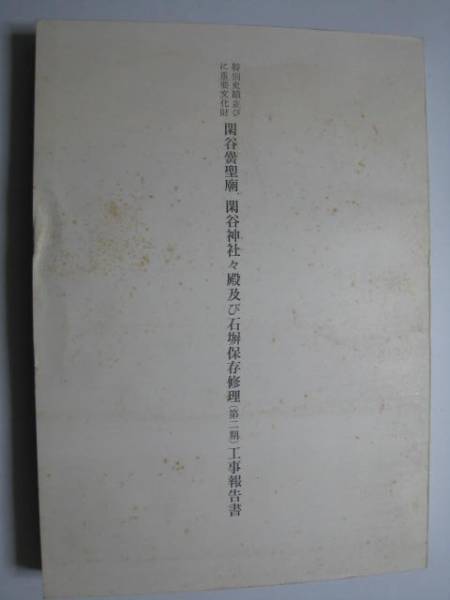 特別史蹟並び
に重要文化財
閑谷黌聖廟、閑谷神社々殿及び石塀保存修理(第二期)工事報告書